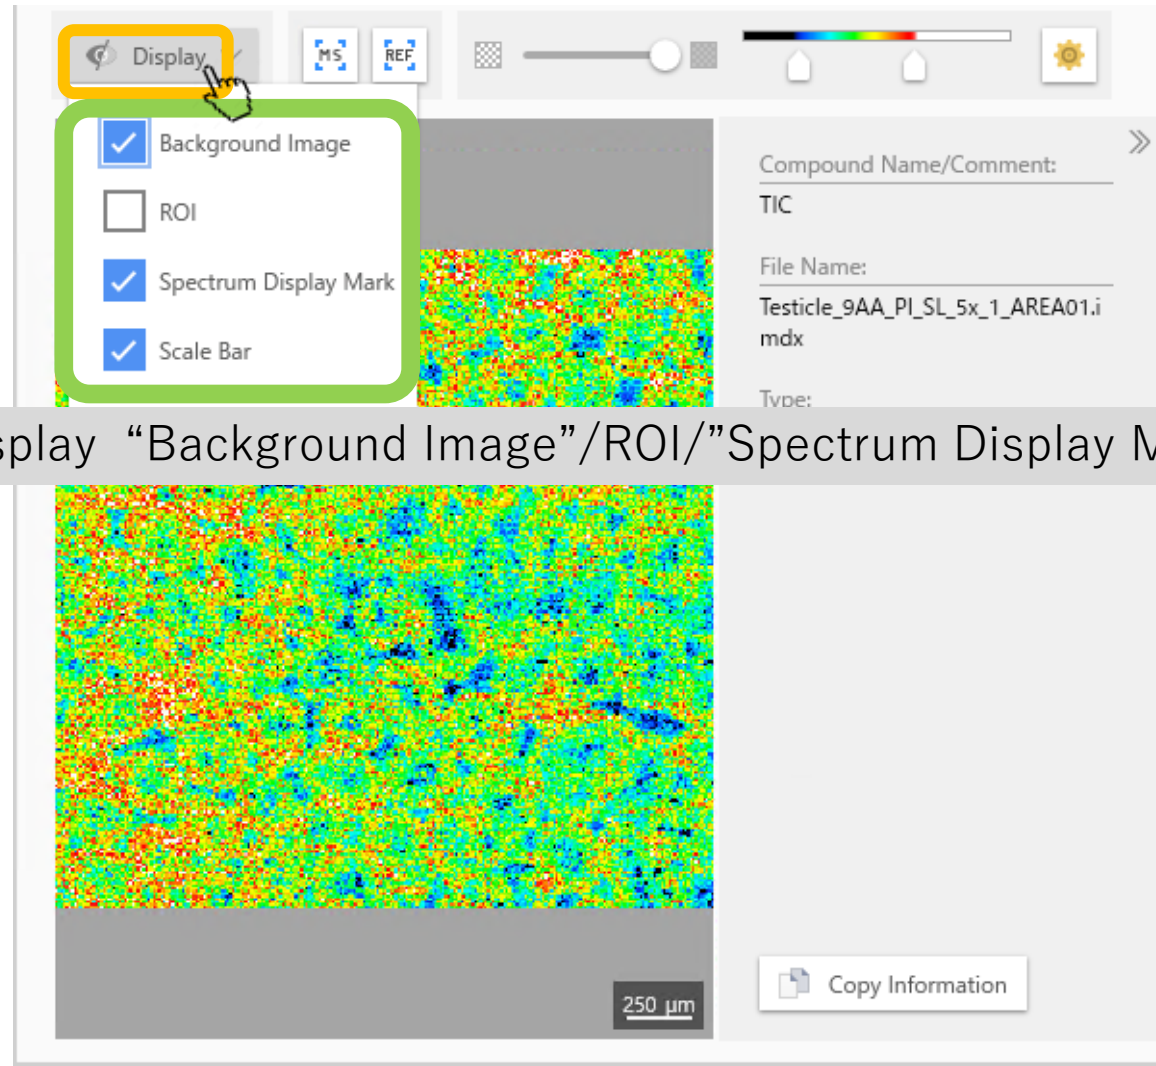 Display
MS
REF
Background Image
ROI
Spectrum Display Mark
Scale Bar
Compound Name/Comment:
TIC
File Name:
Testicle_9AA_PI_SL_5x_1_AREA01.i
mdx
Type:
splay “Background Image”/ROI/”Spectrum Display M
250 µm
Copy Information